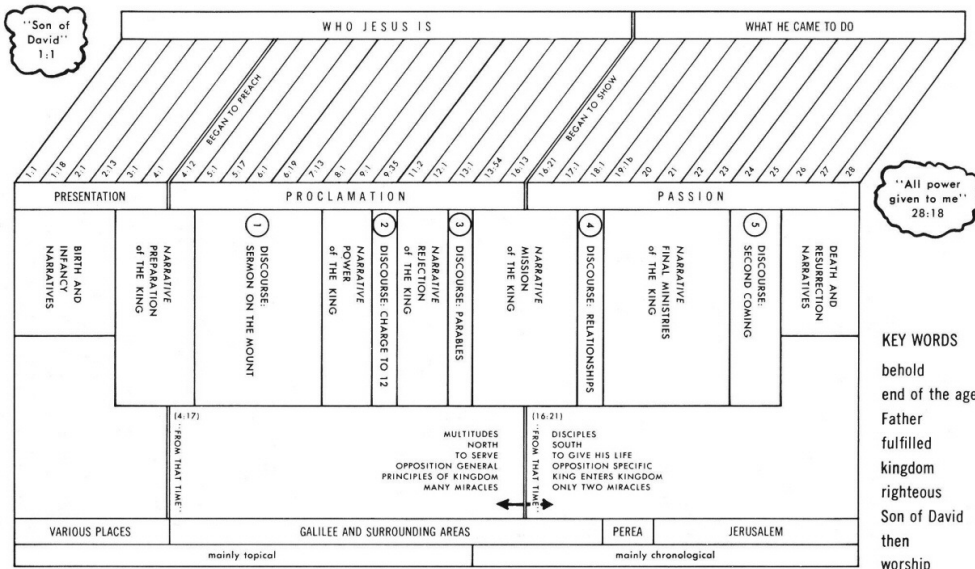 "Son of
David"
1:1
WHO JESUS IS
WHAT HE CAME TO DO
BEGAN TO PREACH
BEGAN TO SHOW
1:1
1:18
2:1
2:13
3:1
4:1
4:12
5:1
5:17
6:1
6:19
7:13
8:1
9:1
9:35
11:2
12:1
13:1
13:54
16:13
16:21
17:1
18:1
19:1b
20
21
22
23
24
25
26
27
28
"All power
given to me"
28:18
PRESENTATION
PROCLAMATION
PASSION
BIRTH AND
INFANCY
NARRATIVES
NARRATIVE
PREPARATION
of THE KING
1
DISCOURSE:
SERMON ON THE MOUNT
NARRATIVE
POWER
of THE KING
2
DISCOURSE: CHARGE TO 12
NARRATIVE
REJECTION
of THE KING
3
DISCOURSE: PARABLES
NARRATIVE
MISSION
of THE KING
4
DISCOURSE: RELATIONSHIPS
NARRATIVE
FINAL MINISTRIES
of THE KING
5
DISCOURSE:
SECOND COMING
DEATH AND
RESURRECTION
NARRATIVES
(4:17)
"FROM THAT TIME"
MULTITUDES
NORTH
TO SERVE
OPPOSITION GENERAL
PRINCIPLES OF KINGDOM
MANY MIRACLES
(16:21)
"FROM THAT TIME"
DISCIPLES
SOUTH
TO GIVE HIS LIFE
OPPOSITION SPECIFIC
KING ENTERS KINGDOM
ONLY TWO MIRACLES
VARIOUS PLACES
GALILEE AND SURROUNDING AREAS
PEREA
JERUSALEM
mainly topical
mainly chronological
KEY WORDS
behold
end of the age
Father
fulfilled
kingdom
righteous
Son of David
then
worship